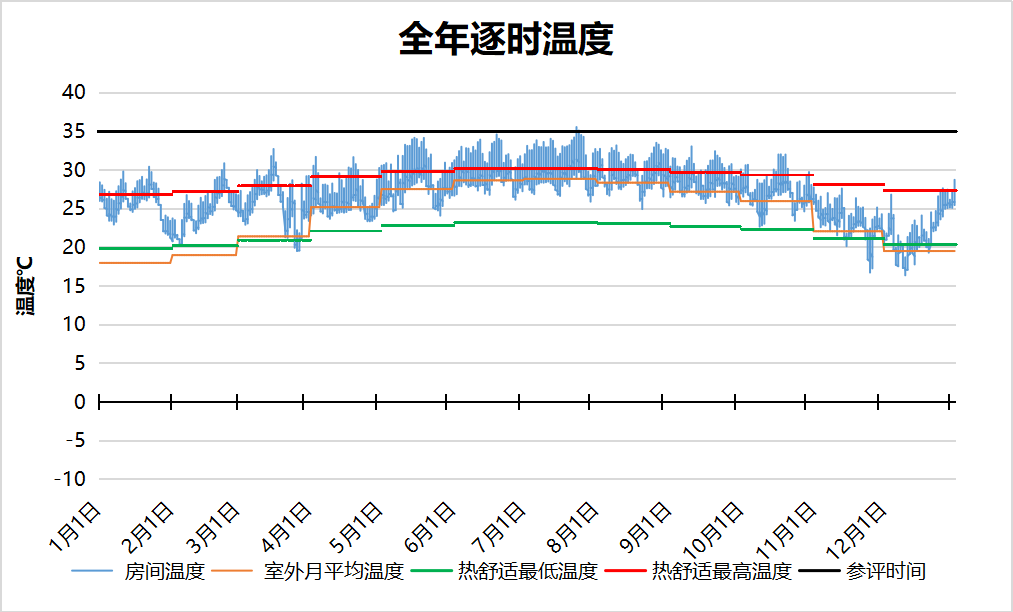 全年逐时温度
40
35
30
25
20
15
10
5
0
-5
-10
温度℃
1月1日
2月1日
3月1日
4月1日
5月1日
6月1日
7月1日
8月1日
9月1日
10月1日
11月1日
12月1日
房间温度 室外月平均温度 热舒适最低温度 热舒适最高温度 参评时间